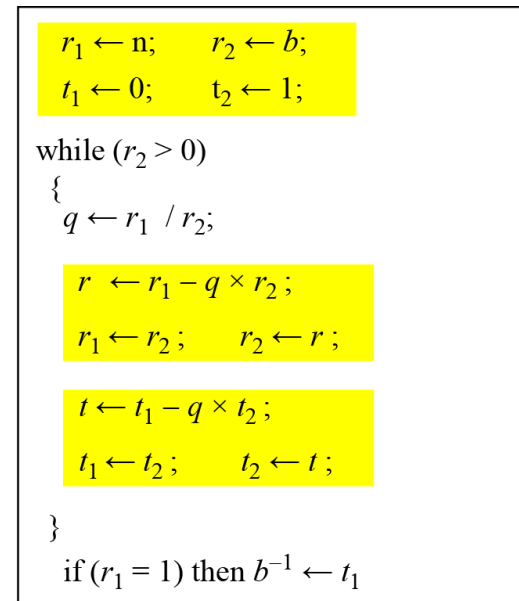 r₁ ← n; r₂ ← b;
t₁ ← 0; t₂ ← 1;
while (r₂ > 0)
{
q ← r₁ / r₂;
r ← r₁ − q × r₂ ;
r₁ ← r₂ ; r₂ ← r ;
t ← t₁ − q × t₂ ;
t₁ ← t₂ ; t₂ ← t ;
}
if (r₁ = 1) then b⁻¹ ← t₁